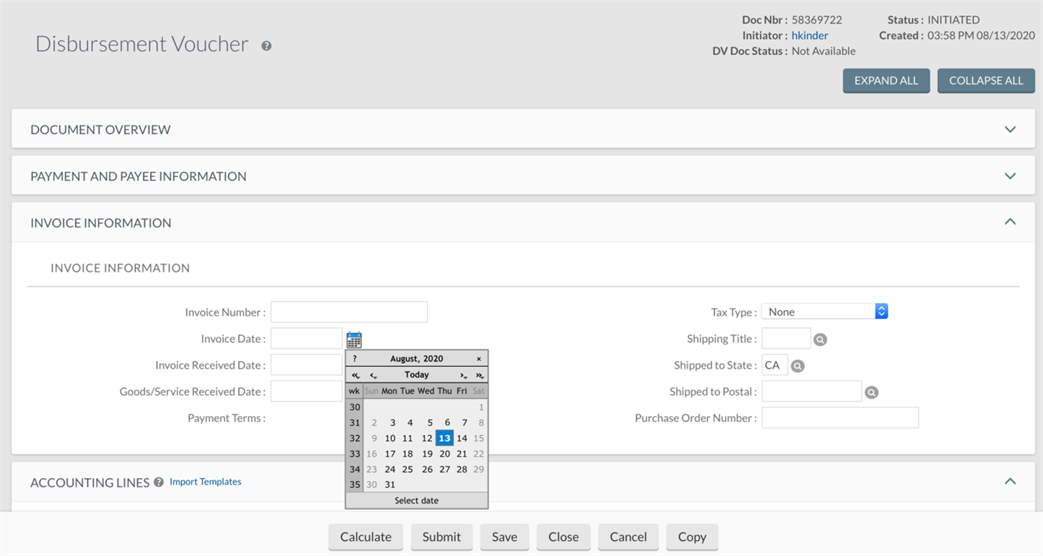 Disbursement Voucher ?
Doc Nbr : 58369722 Status : INITIATED
Initiator : hkinder Created : 03:58 PM 08/13/2020
DV Doc Status : Not Available
EXPAND ALL COLLAPSE ALL
DOCUMENT OVERVIEW
PAYMENT AND PAYEE INFORMATION
INVOICE INFORMATION
INVOICE INFORMATION
Invoice Number :
Invoice Date :
Invoice Received Date :
Goods/Service Received Date :
Payment Terms :
? August, 2020 ×
« ‹ Today › »
wk Sun Mon Tue Wed Thu Fri Sat
30 1
31 2 3 4 5 6 7 8
32 9 10 11 12 13 14 15
33 16 17 18 19 20 21 22
34 23 24 25 26 27 28 29
35 30 31
Select date
Tax Type : None
Shipping Title :
Shipped to State : CA
Shipped to Postal :
Purchase Order Number :
ACCOUNTING LINES ? Import Templates
Calculate Submit Save Close Cancel Copy